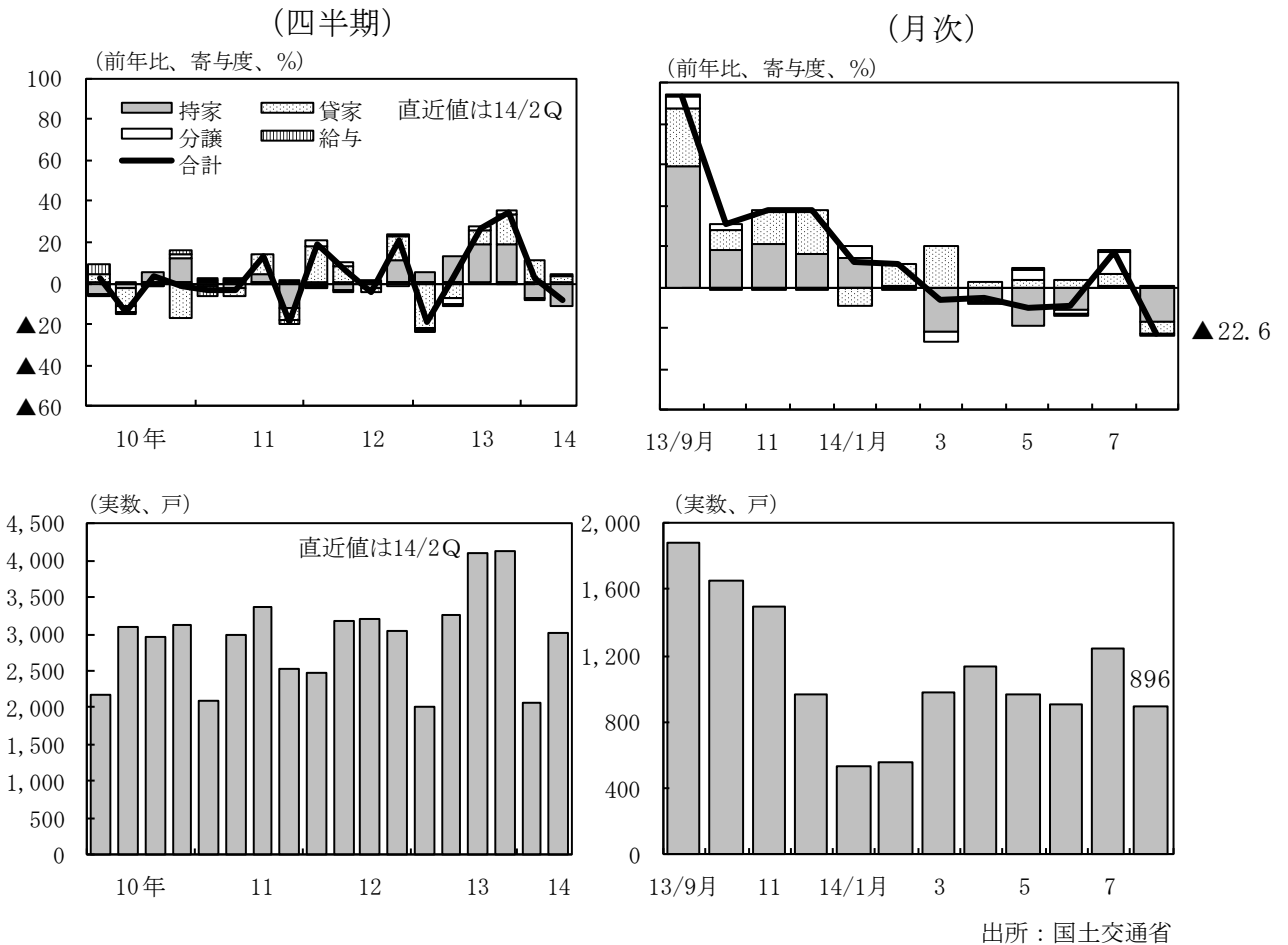 (四半期)
(月次)
(前年比、寄与度、%)
100
80
60
40
20
0
▲20
▲40
▲60
持家
貸家
直近値は14/2Q
分譲
給与
合計
10年
11
12
13
14
(前年比、寄与度、%)
▲22.6
13/9月
11
14/1月
3
5
7
(実数、戸)
4,500
4,000
3,500
3,000
2,500
2,000
1,500
1,000
500
0
直近値は14/2Q
10年
11
12
13
14
(実数、戸)
2,000
1,600
1,200
800
400
0
896
13/9月
11
14/1月
3
5
7
出所：国土交通省